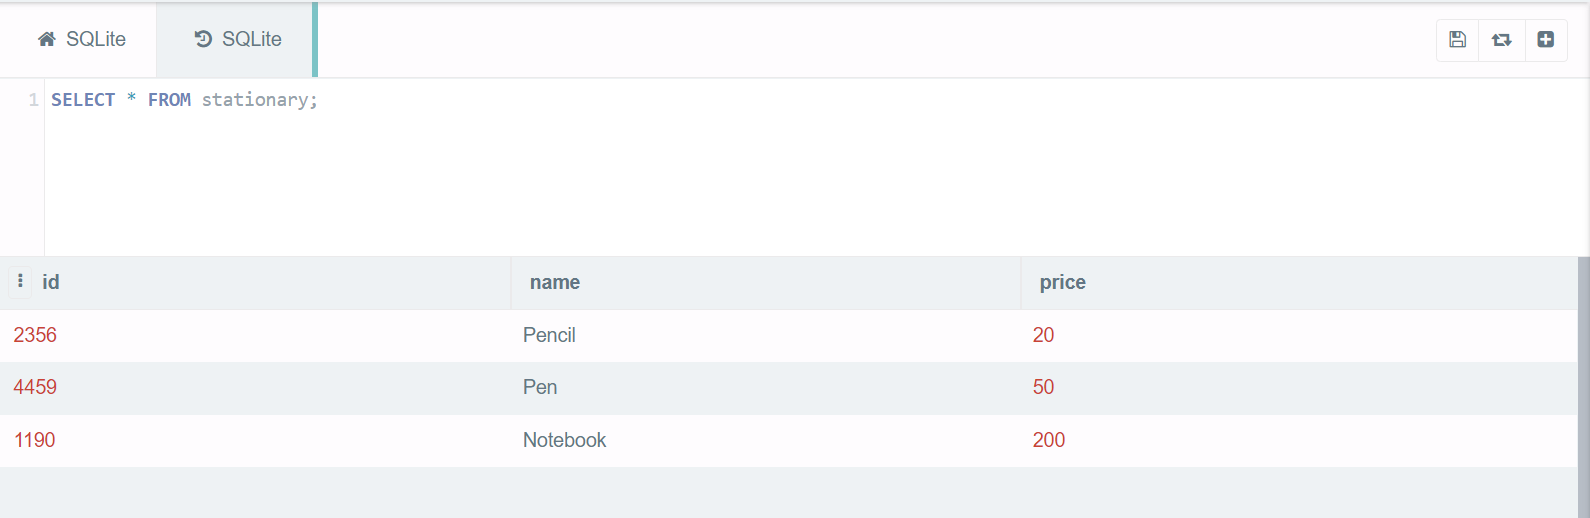 SQLite SQLite
1 SELECT * FROM stationary;
id name price
2356 Pencil 20
4459 Pen 50
1190 Notebook 200